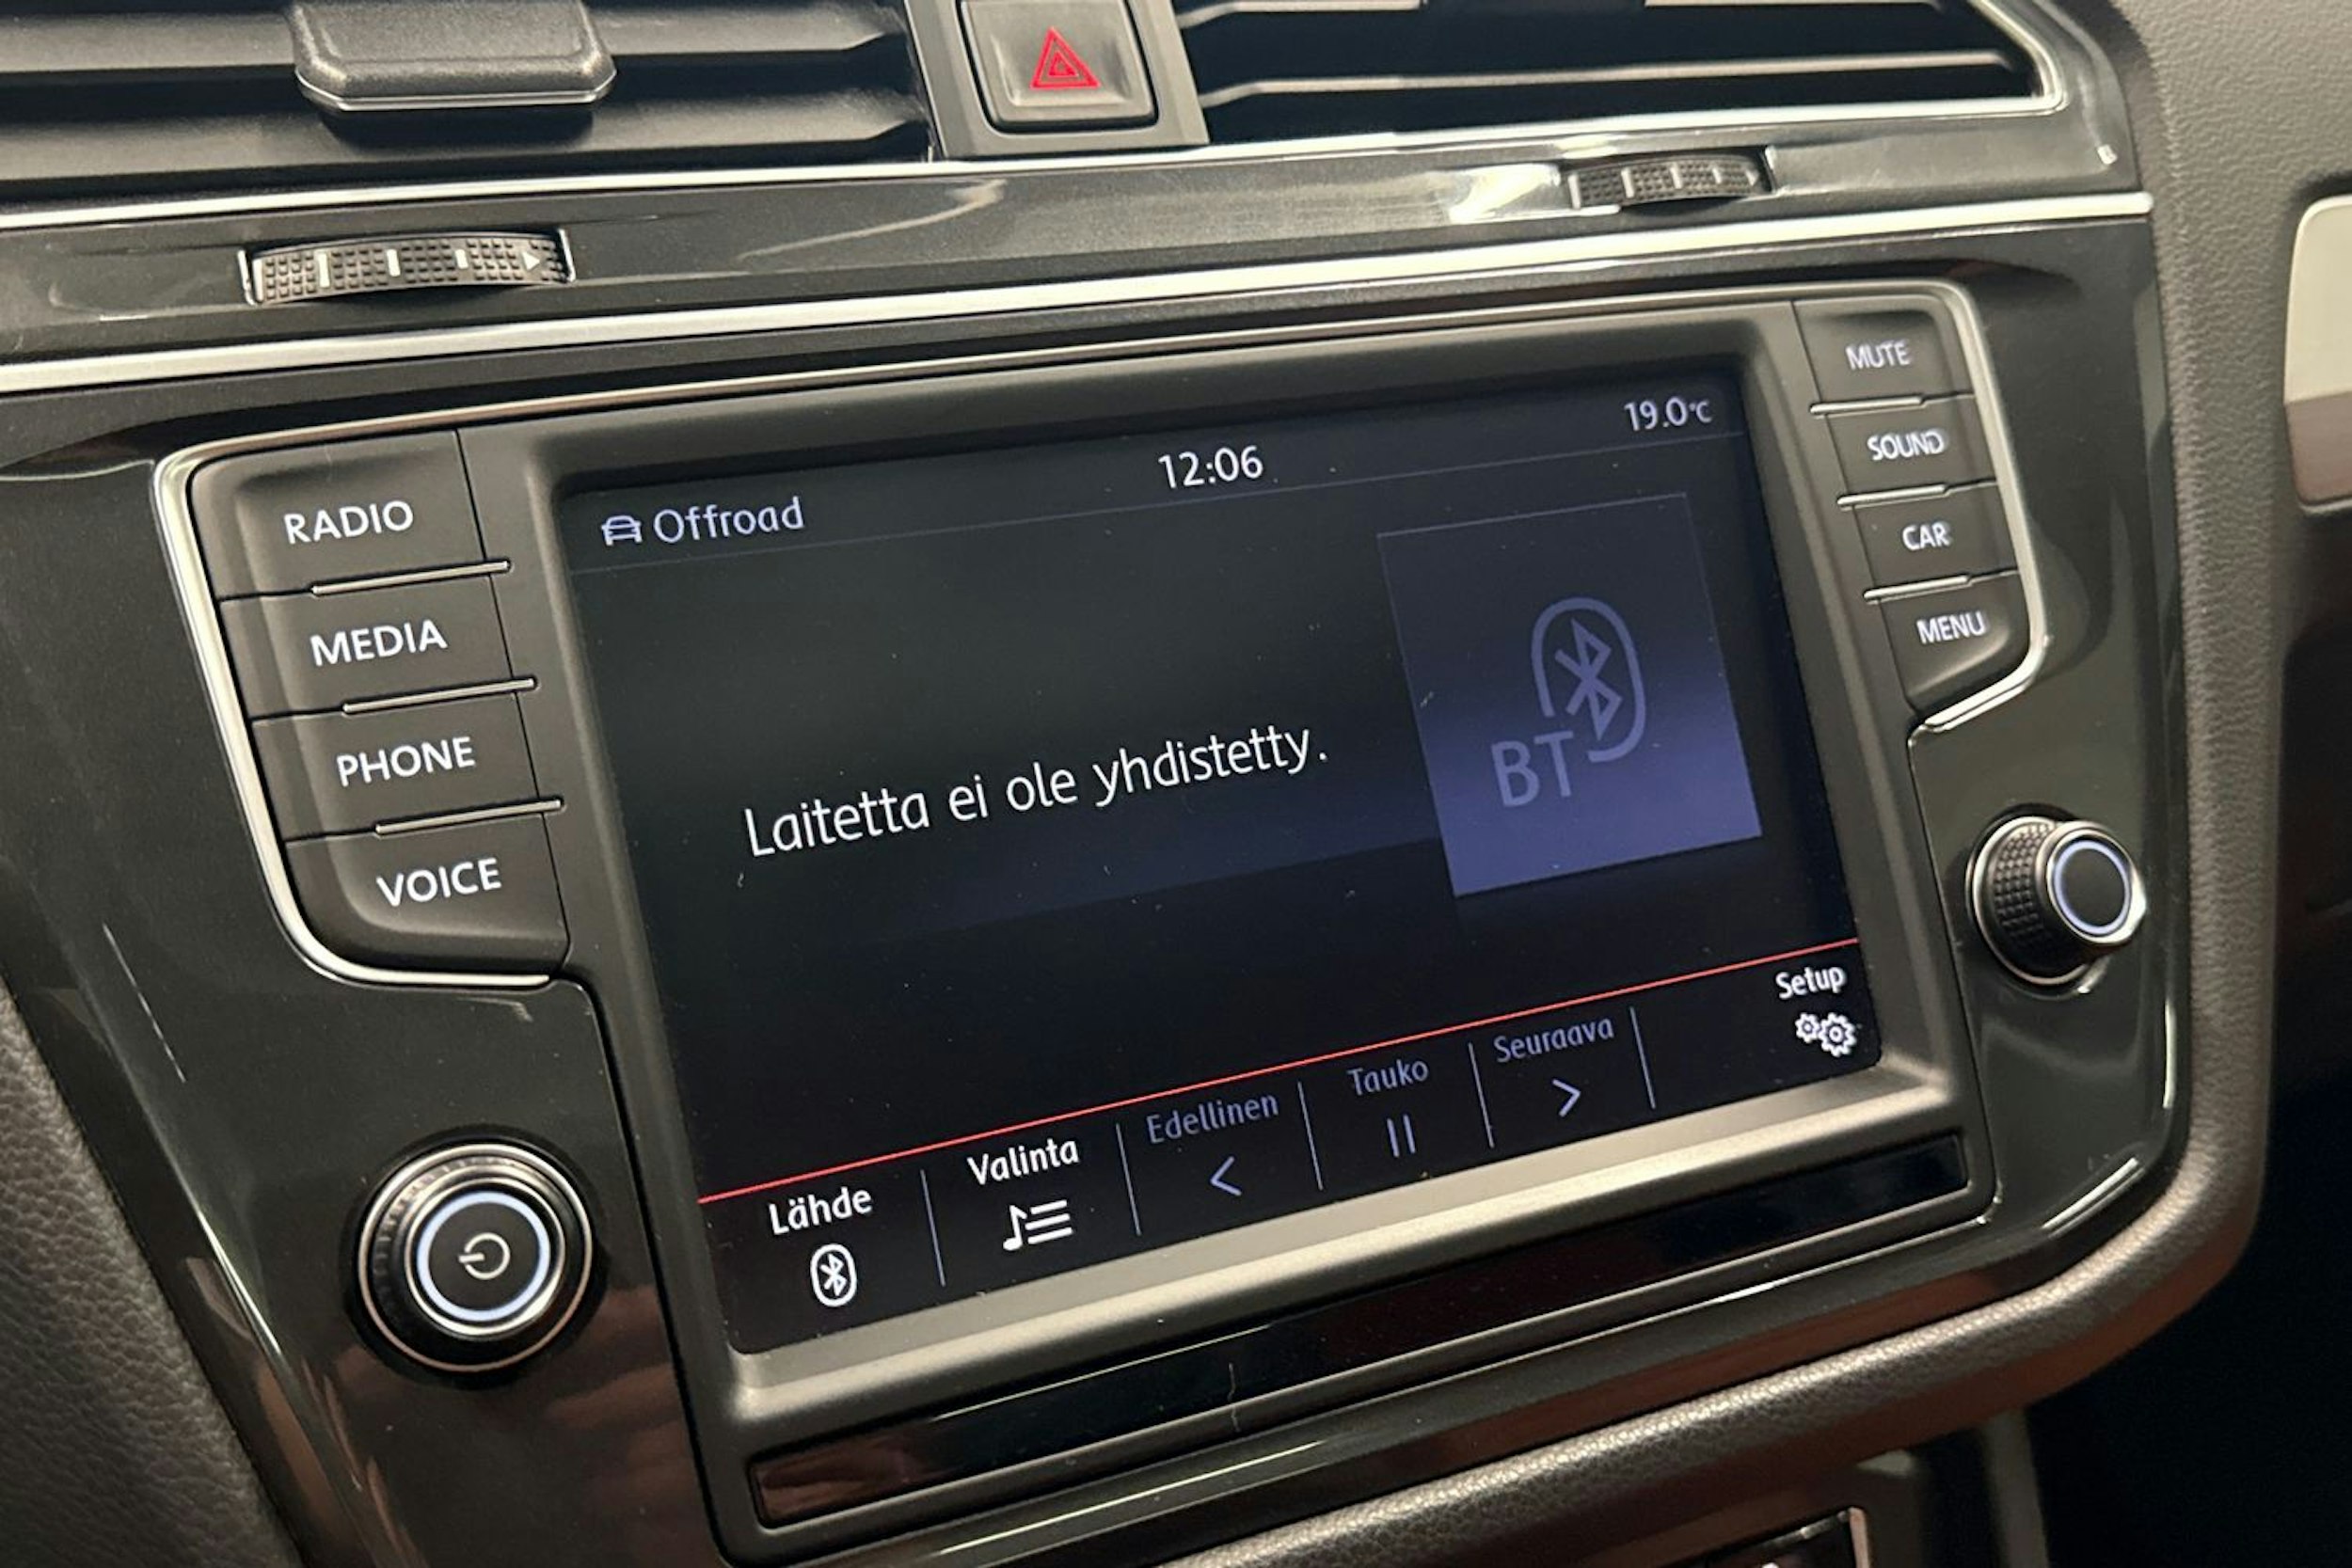 RADIO
MEDIA
PHONE
VOICE
Offroad
12:06
19.0°C
Laitetta ei ole yhdistetty.
BT
Lähde
Valinta
Edellinen
Tauko
Seuraava
Setup
MUTE
SOUND
CAR
MENU